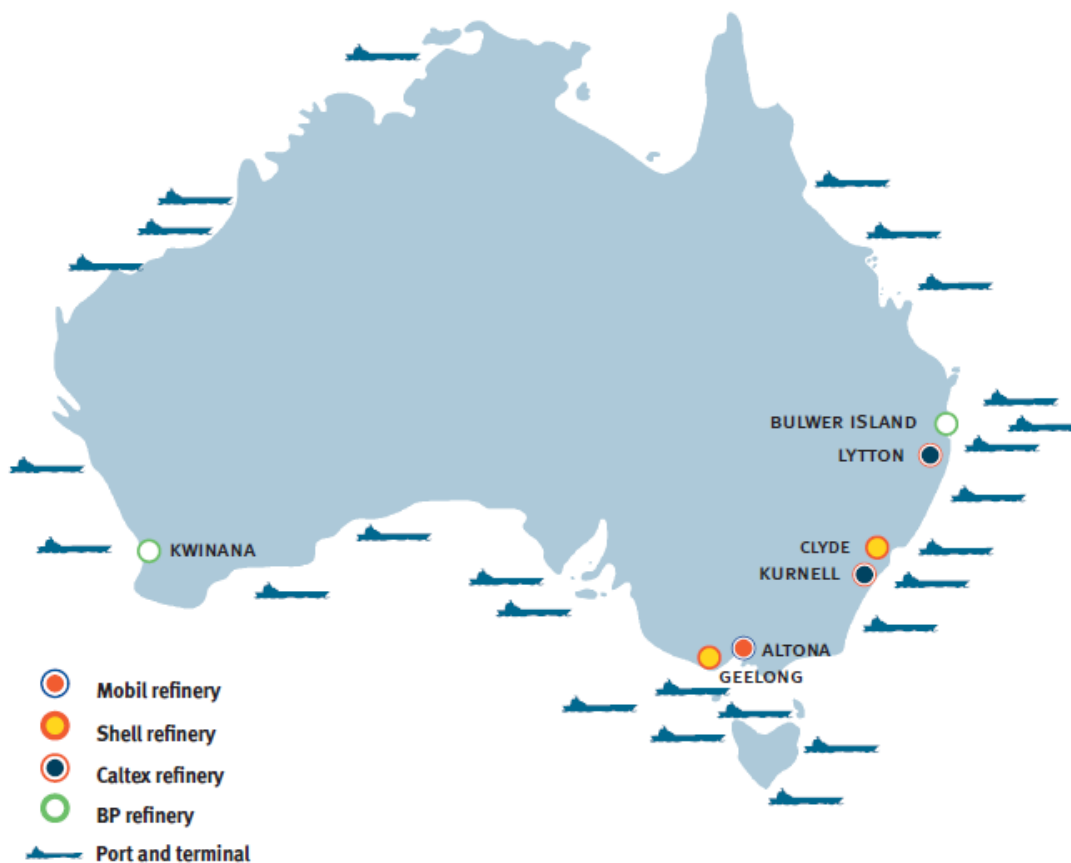 BULWER ISLAND
LYTTON
CLYDE
KWINANA
KURNELL
ALTONA
GEELONG
Mobil refinery
Shell refinery
Caltex refinery
BP refinery
Port and terminal